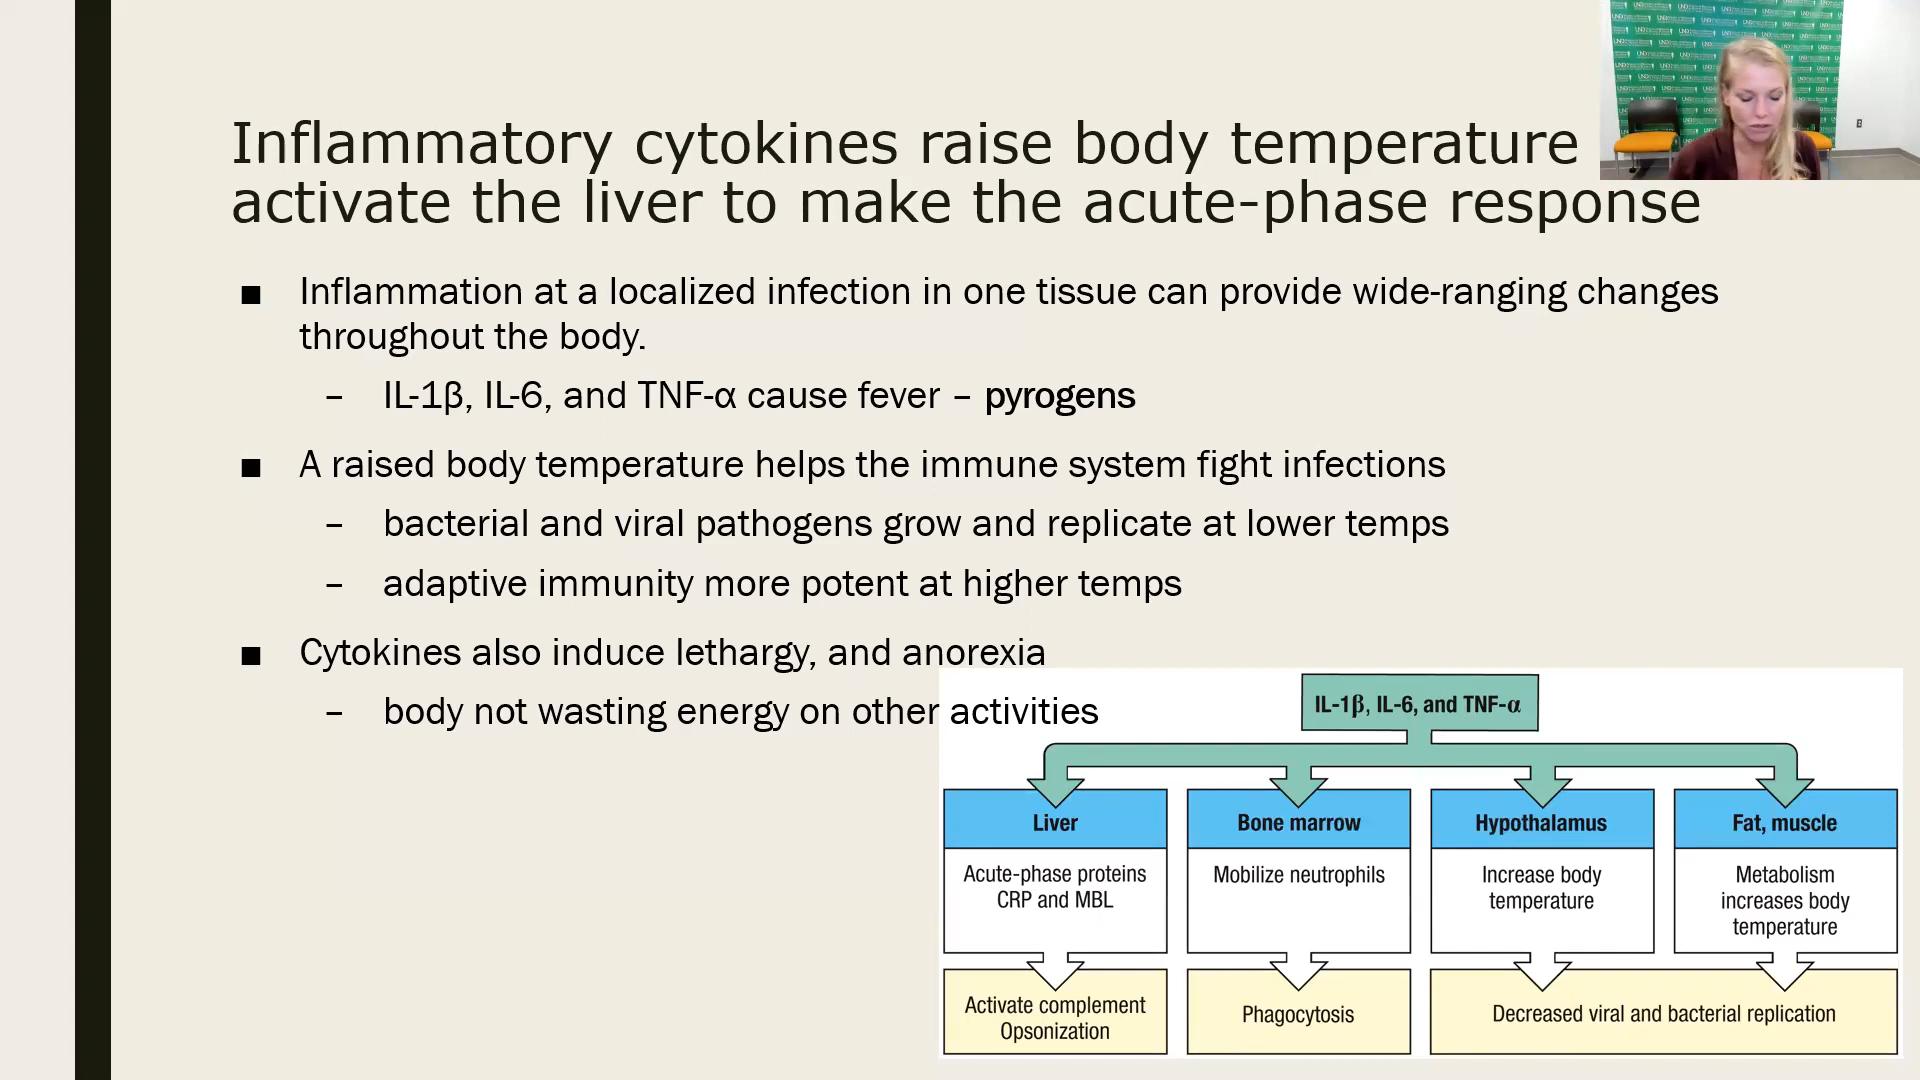 Inflammatory cytokines raise body temperature
activate the liver to make the acute-phase response
■ Inflammation at a localized infection in one tissue can provide wide-ranging changes
throughout the body.
– IL-1β, IL-6, and TNF-α cause fever – pyrogens
■ A raised body temperature helps the immune system fight infections
– bacterial and viral pathogens grow and replicate at lower temps
– adaptive immunity more potent at higher temps
■ Cytokines also induce lethargy, and anorexia
– body not wasting energy on other activities
IL-1β, IL-6, and TNF-α
Liver
Acute-phase proteins
CRP and MBL
Activate complement
Opsonization
Bone marrow
Mobilize neutrophils
Phagocytosis
Hypothalamus
Increase body
temperature
Fat, muscle
Metabolism
increases body
temperature
Decreased viral and bacterial replication